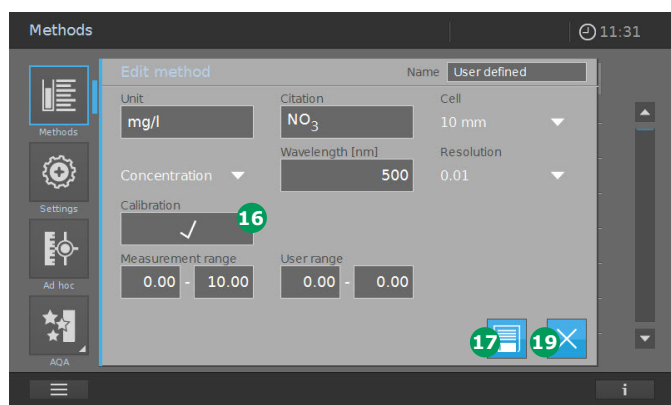 Methods
11:31
Edit method
Name User defined
Unit
Citation
Cell
mg/l
NO3
10 mm
Wavelength [nm]
Resolution
Methods
Concentration
500
0.01
Settings
Calibration
16
Measurement range
User range
0.00 - 10.00
0.00 - 0.00
Ad hoc
17
19
AQA
i